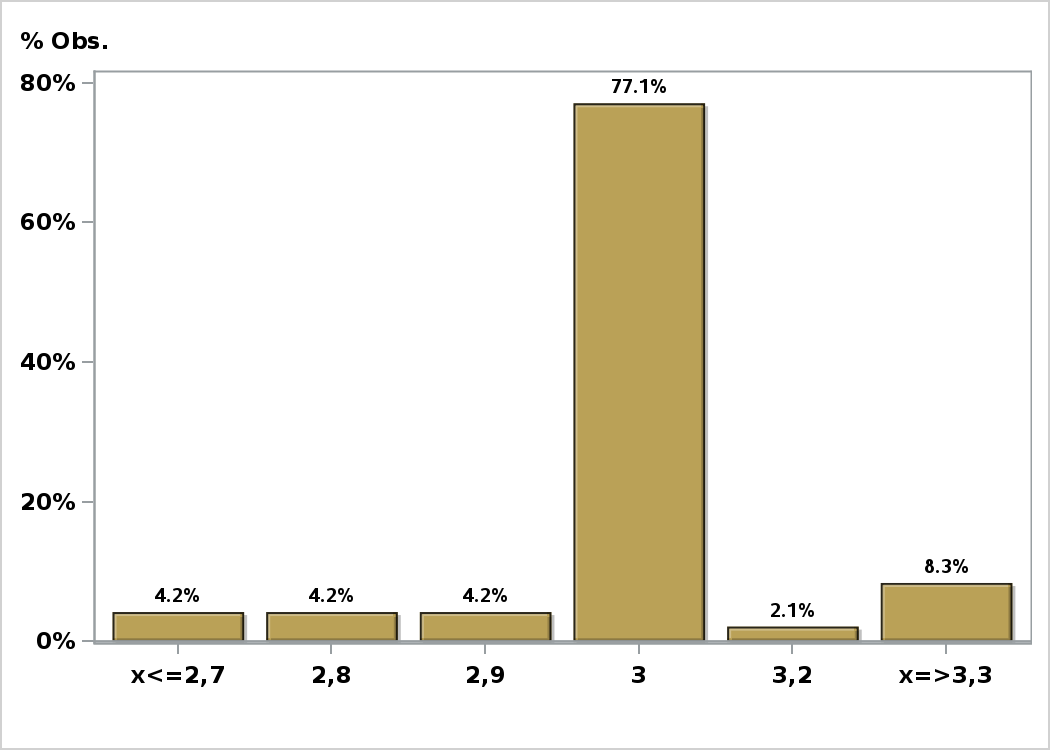 % Obs.
80%
77.1%
60%
40%
20%
8.3%
4.2% 4.2% 4.2%
2.1%
0%
x<=2,7 2,8 2,9 3 3,2 x=>3,3